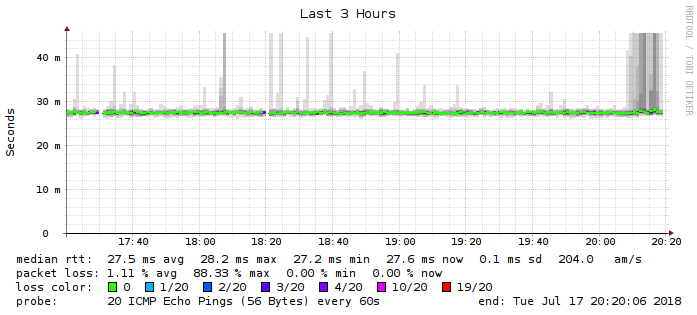 Last 3 Hours
RRDTOOL / TOBI OETIKER
Seconds
40 m
30 m
20 m
10 m
0
17:40 18:00 18:20 18:40 19:00 19:20 19:40 20:00 20:20
median rtt: 27.5 ms avg 28.2 ms max 27.2 ms min 27.6 ms now 0.1 ms sd 204.0 am/s
packet loss: 1.11 % avg 88.33 % max 0.00 % min 0.00 % now
loss color: 0 1/20 2/20 3/20 4/20 10/20 19/20
probe: 20 ICMP Echo Pings (56 Bytes) every 60s end: Tue Jul 17 20:20:06 2018